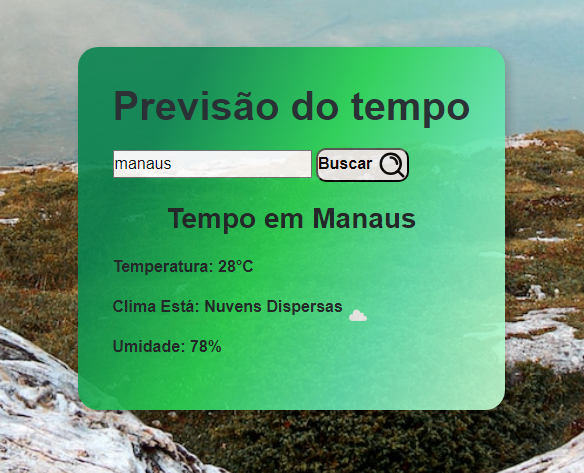 Previsão do tempo
manaus Buscar
Tempo em Manaus
Temperatura: 28°C
Clima Está: Nuvens Dispersas
Umidade: 78%